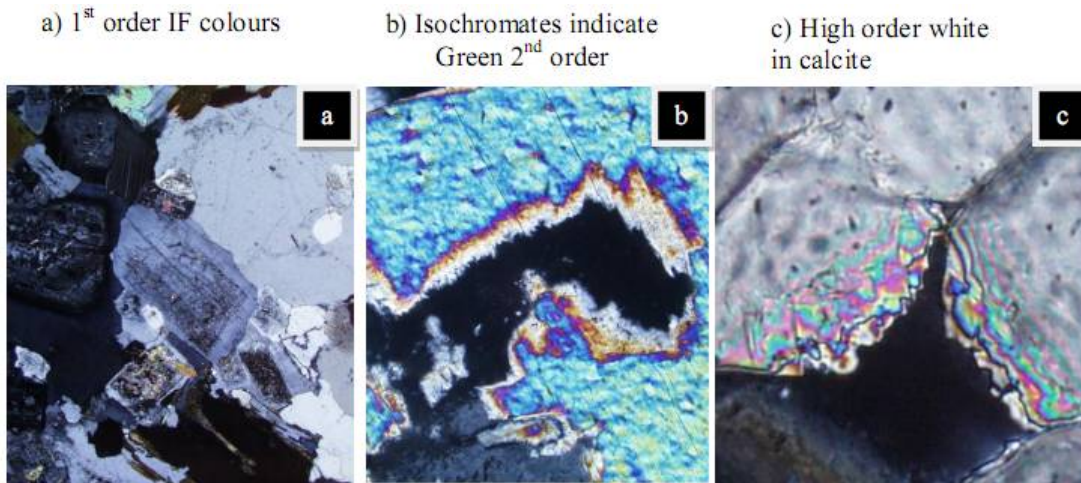 a) 1st order IF colours
b) Isochromates indicate
Green 2nd order
c) High order white
in calcite
a
b
c